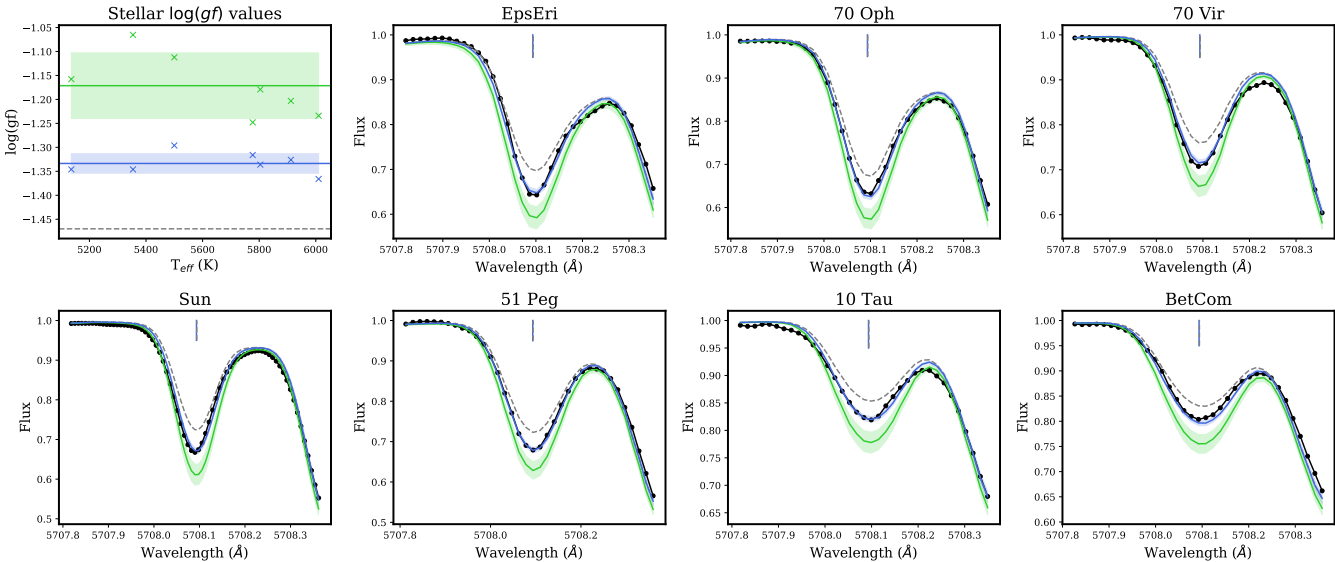 Stellar log(gf) values
−1.05
−1.10
−1.15
−1.20
−1.25
−1.30
−1.35
−1.40
−1.45
log(gf)
5200 5400 5600 5800 6000
T_eff (K)
EpsEri
1.0
0.9
0.8
0.7
0.6
Flux
5707.8 5707.9 5708.0 5708.1 5708.2 5708.3
Wavelength (Å)
70 Oph
1.0
0.9
0.8
0.7
0.6
Flux
5707.8 5707.9 5708.0 5708.1 5708.2 5708.3
Wavelength (Å)
70 Vir
1.0
0.9
0.8
0.7
0.6
Flux
5707.8 5707.9 5708.0 5708.1 5708.2 5708.3
Wavelength (Å)
Sun
1.0
0.9
0.8
0.7
0.6
0.5
Flux
5707.8 5707.9 5708.0 5708.1 5708.2 5708.3
Wavelength (Å)
51 Peg
1.0
0.9
0.8
0.7
0.6
0.5
Flux
5707.8 5708.0 5708.2
Wavelength (Å)
10 Tau
1.00
0.95
0.90
0.85
0.80
0.75
0.70
0.65
Flux
5707.8 5707.9 5708.0 5708.1 5708.2 5708.3
Wavelength (Å)
BetCom
1.00
0.95
0.90
0.85
0.80
0.75
0.70
0.65
0.60
Flux
5707.8 5707.9 5708.0 5708.1 5708.2 5708.3
Wavelength (Å)